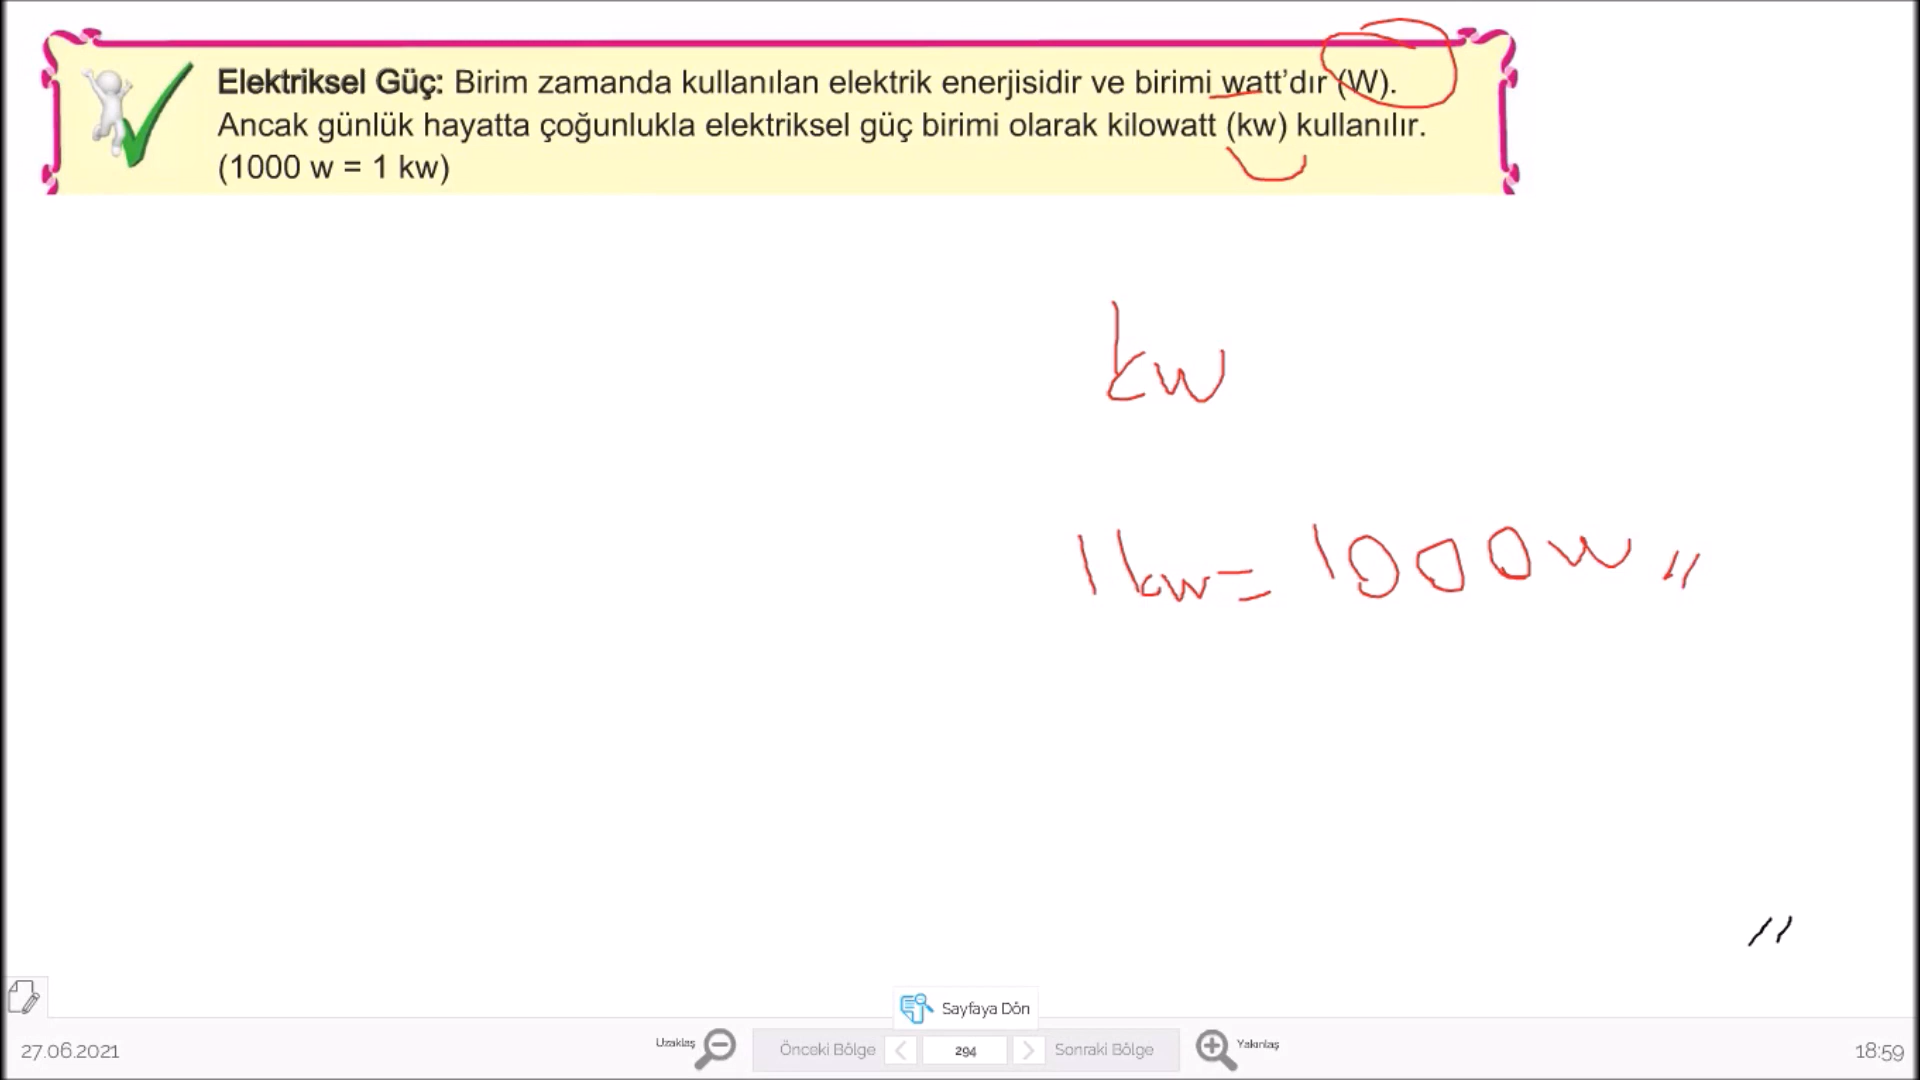 Elektriksel Güç: Birim zamanda kullanılan elektrik enerjisidir ve birimi watt’dır (W).
Ancak günlük hayatta çoğunlukla elektriksel güç birimi olarak kilowatt (kw) kullanılır.
(1000 w = 1 kw)
kw
1kw= 1000w
Sayfaya Dön
27.06.2021
Uzaklaş
Önceki Bölge
294
Sonraki Bölge
Yakınlaş
18:59